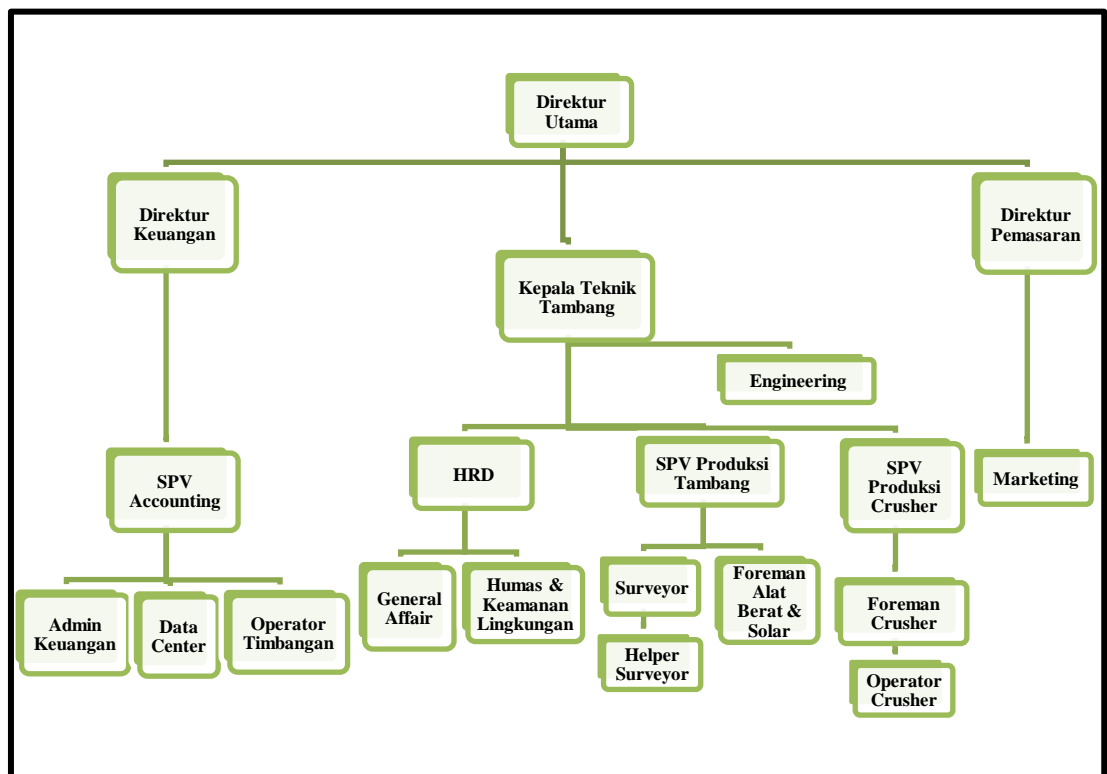 Direktur
Utama
Direktur
Keuangan
Direktur
Pemasaran
Kepala Teknik
Tambang
Engineering
SPV
Accounting
HRD
SPV Produksi
Tambang
SPV
Produksi
Crusher
Marketing
Admin
Keuangan
Data
Center
Operator
Timbangan
General
Affair
Humas &
Keamanan
Lingkungan
Surveyor
Foreman
Alat
Berat &
Solar
Foreman
Crusher
Helper
Surveyor
Operator
Crusher